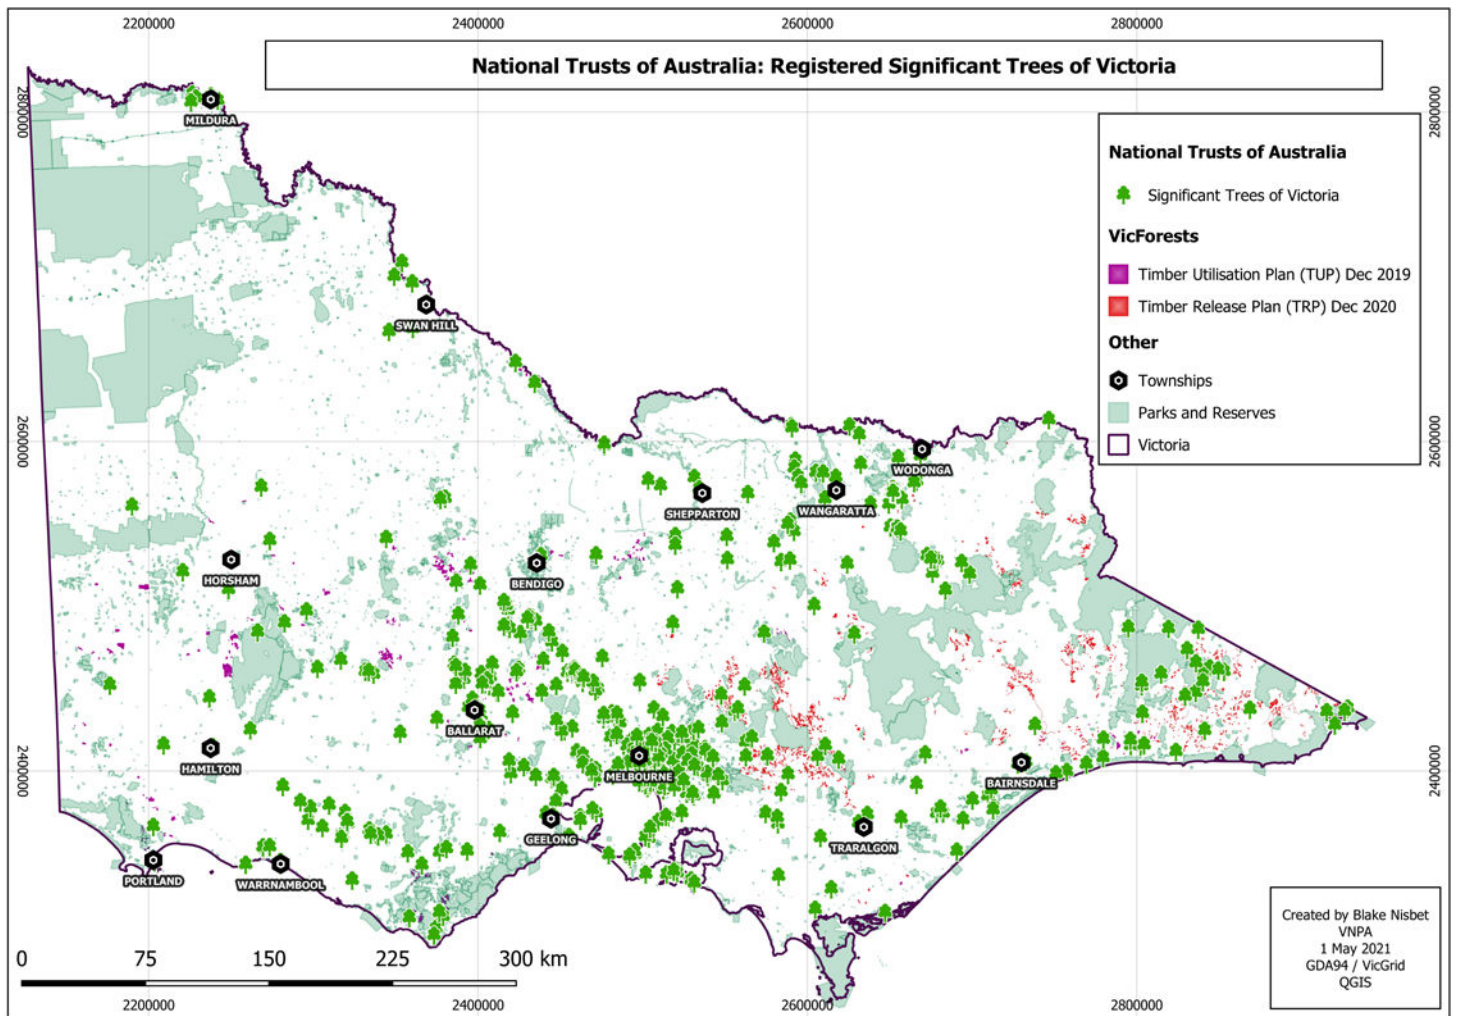 2200000
2400000
2600000
2800000
National Trusts of Australia: Registered Significant Trees of Victoria
2800000
2800000
MILDURA
National Trusts of Australia
Significant Trees of Victoria
VicForests
Timber Utilisation Plan (TUP) Dec 2019
Timber Release Plan (TRP) Dec 2020
Other
Townships
Parks and Reserves
Victoria
SWAN HILL
2600000
2600000
WODONGA
SHEPPARTON
WANGARATTA
HORSHAM
BENDIGO
BALLARAT
HAMILTON
MELBOURNE
BAIRNSDALE
2400000
2400000
GEELONG
TRARALGON
PORTLAND
WARRNAMBOOL
Created by Blake Nisbet
VNPA
1 May 2021
GDA94 / VicGrid
QGIS
0 75 150 225 300 km
2200000
2400000
2600000
2800000